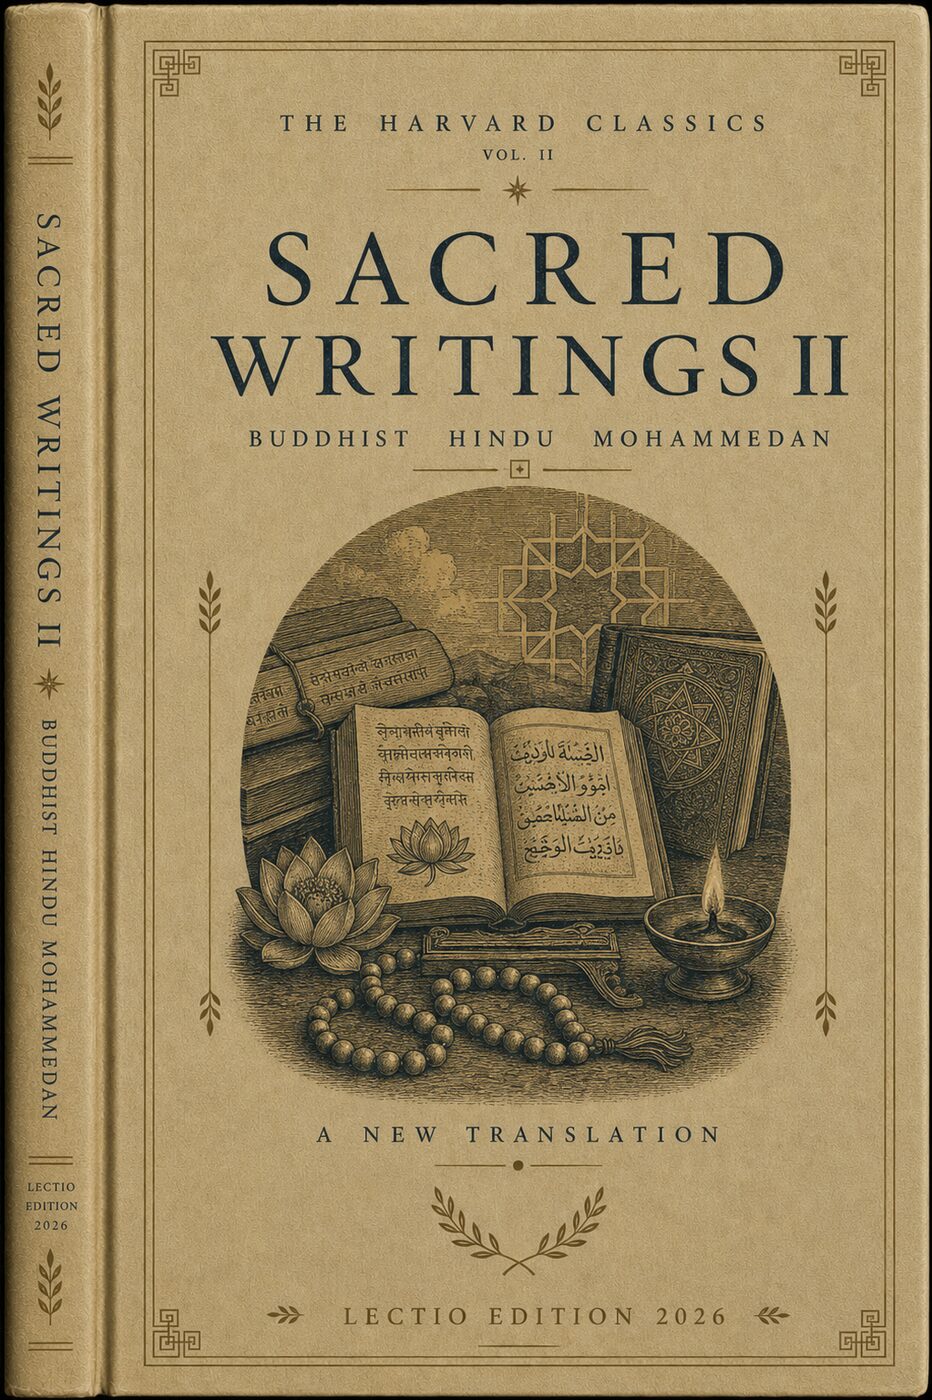 THE HARVARD CLASSICS
VOL. II
SACRED
WRITINGS II
BUDDHIST HINDU MOHAMMEDAN
A NEW TRANSLATION
LECTIO EDITION 2026
SACRED WRITINGS II
BUDDHIST HINDU MOHAMMEDAN
LECTIO
EDITION
2026